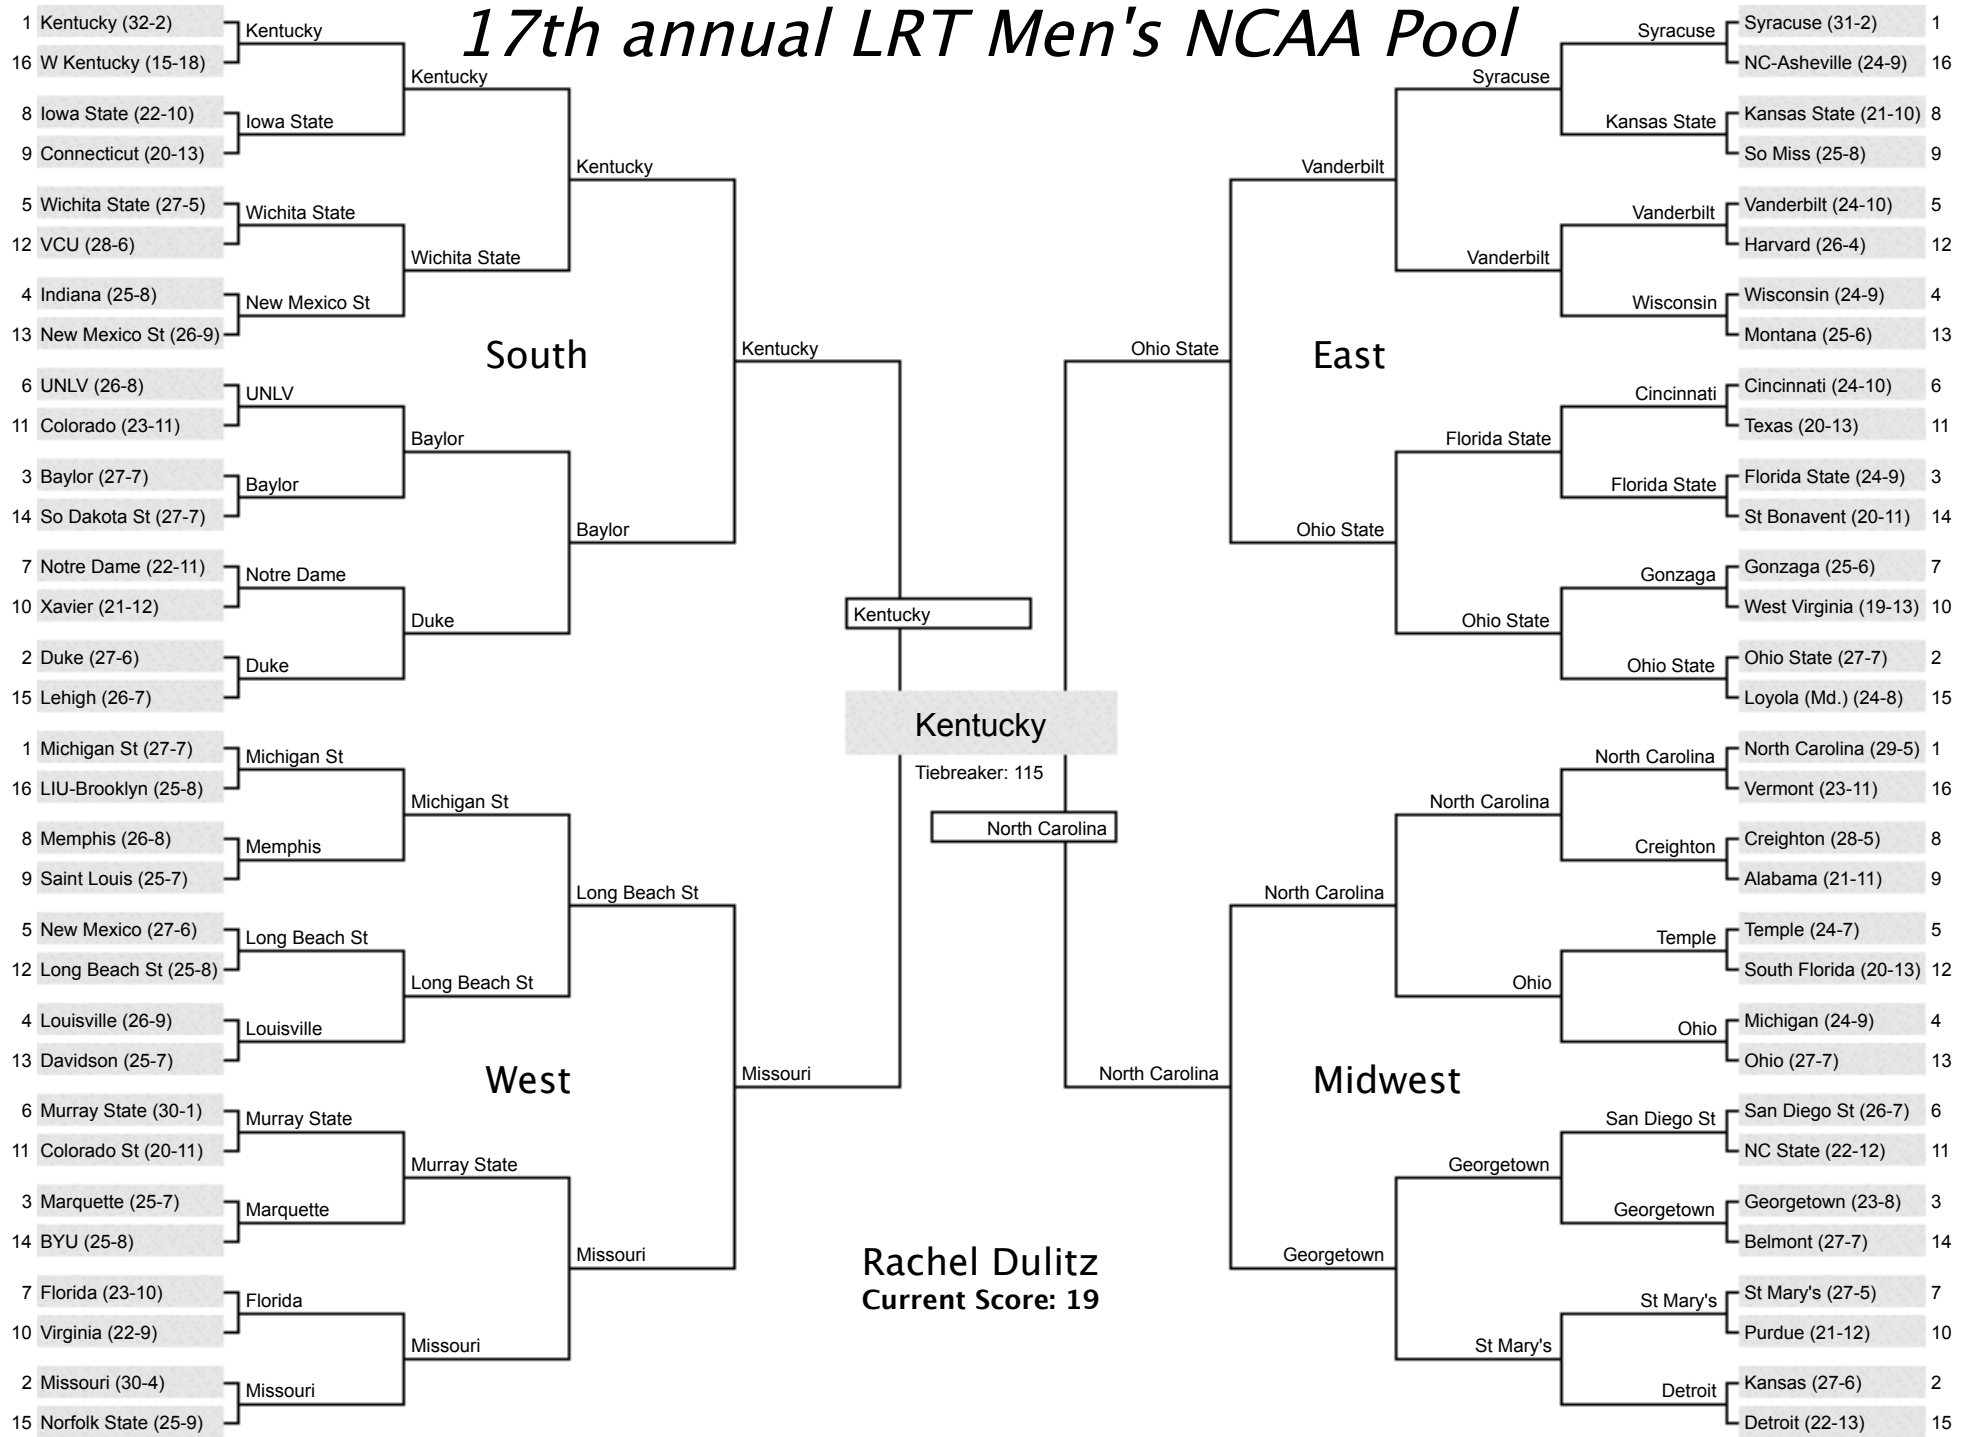 17th annual LRT Men's NCAA Pool
1 Kentucky (32-2)
16 W Kentucky (15-18)
8 Iowa State (22-10)
9 Connecticut (20-13)
5 Wichita State (27-5)
12 VCU (28-6)
4 Indiana (25-8)
13 New Mexico St (26-9)
6 UNLV (26-8)
11 Colorado (23-11)
3 Baylor (27-7)
14 So Dakota St (27-7)
7 Notre Dame (22-11)
10 Xavier (21-12)
2 Duke (27-6)
15 Lehigh (26-7)
Kentucky
Iowa State
Wichita State
New Mexico St
UNLV
Baylor
Notre Dame
Duke
Kentucky
Wichita State
Baylor
Duke
Kentucky
Baylor
South
Kentucky
1 Michigan St (27-7)
16 LIU-Brooklyn (25-8)
8 Memphis (26-8)
9 Saint Louis (25-7)
5 New Mexico (27-6)
12 Long Beach St (25-8)
4 Louisville (26-9)
13 Davidson (25-7)
6 Murray State (30-1)
11 Colorado St (20-11)
3 Marquette (25-7)
14 BYU (25-8)
7 Florida (23-10)
10 Virginia (22-9)
2 Missouri (30-4)
15 Norfolk State (25-9)
Michigan St
Memphis
Long Beach St
Louisville
Murray State
Marquette
Florida
Missouri
Michigan St
Long Beach St
Murray State
Missouri
Long Beach St
Missouri
West
Missouri
Kentucky
Kentucky
Tiebreaker: 115
North Carolina
Rachel Dulitz
Current Score: 19
Ohio State
East
Vanderbilt
Ohio State
Syracuse
Vanderbilt
Florida State
Ohio State
Syracuse
Kansas State
Vanderbilt
Wisconsin
Cincinnati
Florida State
Gonzaga
Ohio State
Syracuse (31-2) 1
NC-Asheville (24-9) 16
Kansas State (21-10) 8
So Miss (25-8) 9
Vanderbilt (24-10) 5
Harvard (26-4) 12
Wisconsin (24-9) 4
Montana (25-6) 13
Cincinnati (24-10) 6
Texas (20-13) 11
Florida State (24-9) 3
St Bonavent (20-11) 14
Gonzaga (25-6) 7
West Virginia (19-13) 10
Ohio State (27-7) 2
Loyola (Md.) (24-8) 15
North Carolina
Midwest
North Carolina
Georgetown
North Carolina
Ohio
Georgetown
St Mary's
North Carolina
Creighton
Temple
Ohio
San Diego St
Georgetown
St Mary's
Detroit
North Carolina (29-5) 1
Vermont (23-11) 16
Creighton (28-5) 8
Alabama (21-11) 9
Temple (24-7) 5
South Florida (20-13) 12
Michigan (24-9) 4
Ohio (27-7) 13
San Diego St (26-7) 6
NC State (22-12) 11
Georgetown (23-8) 3
Belmont (27-7) 14
St Mary's (27-5) 7
Purdue (21-12) 10
Kansas (27-6) 2
Detroit (22-13) 15